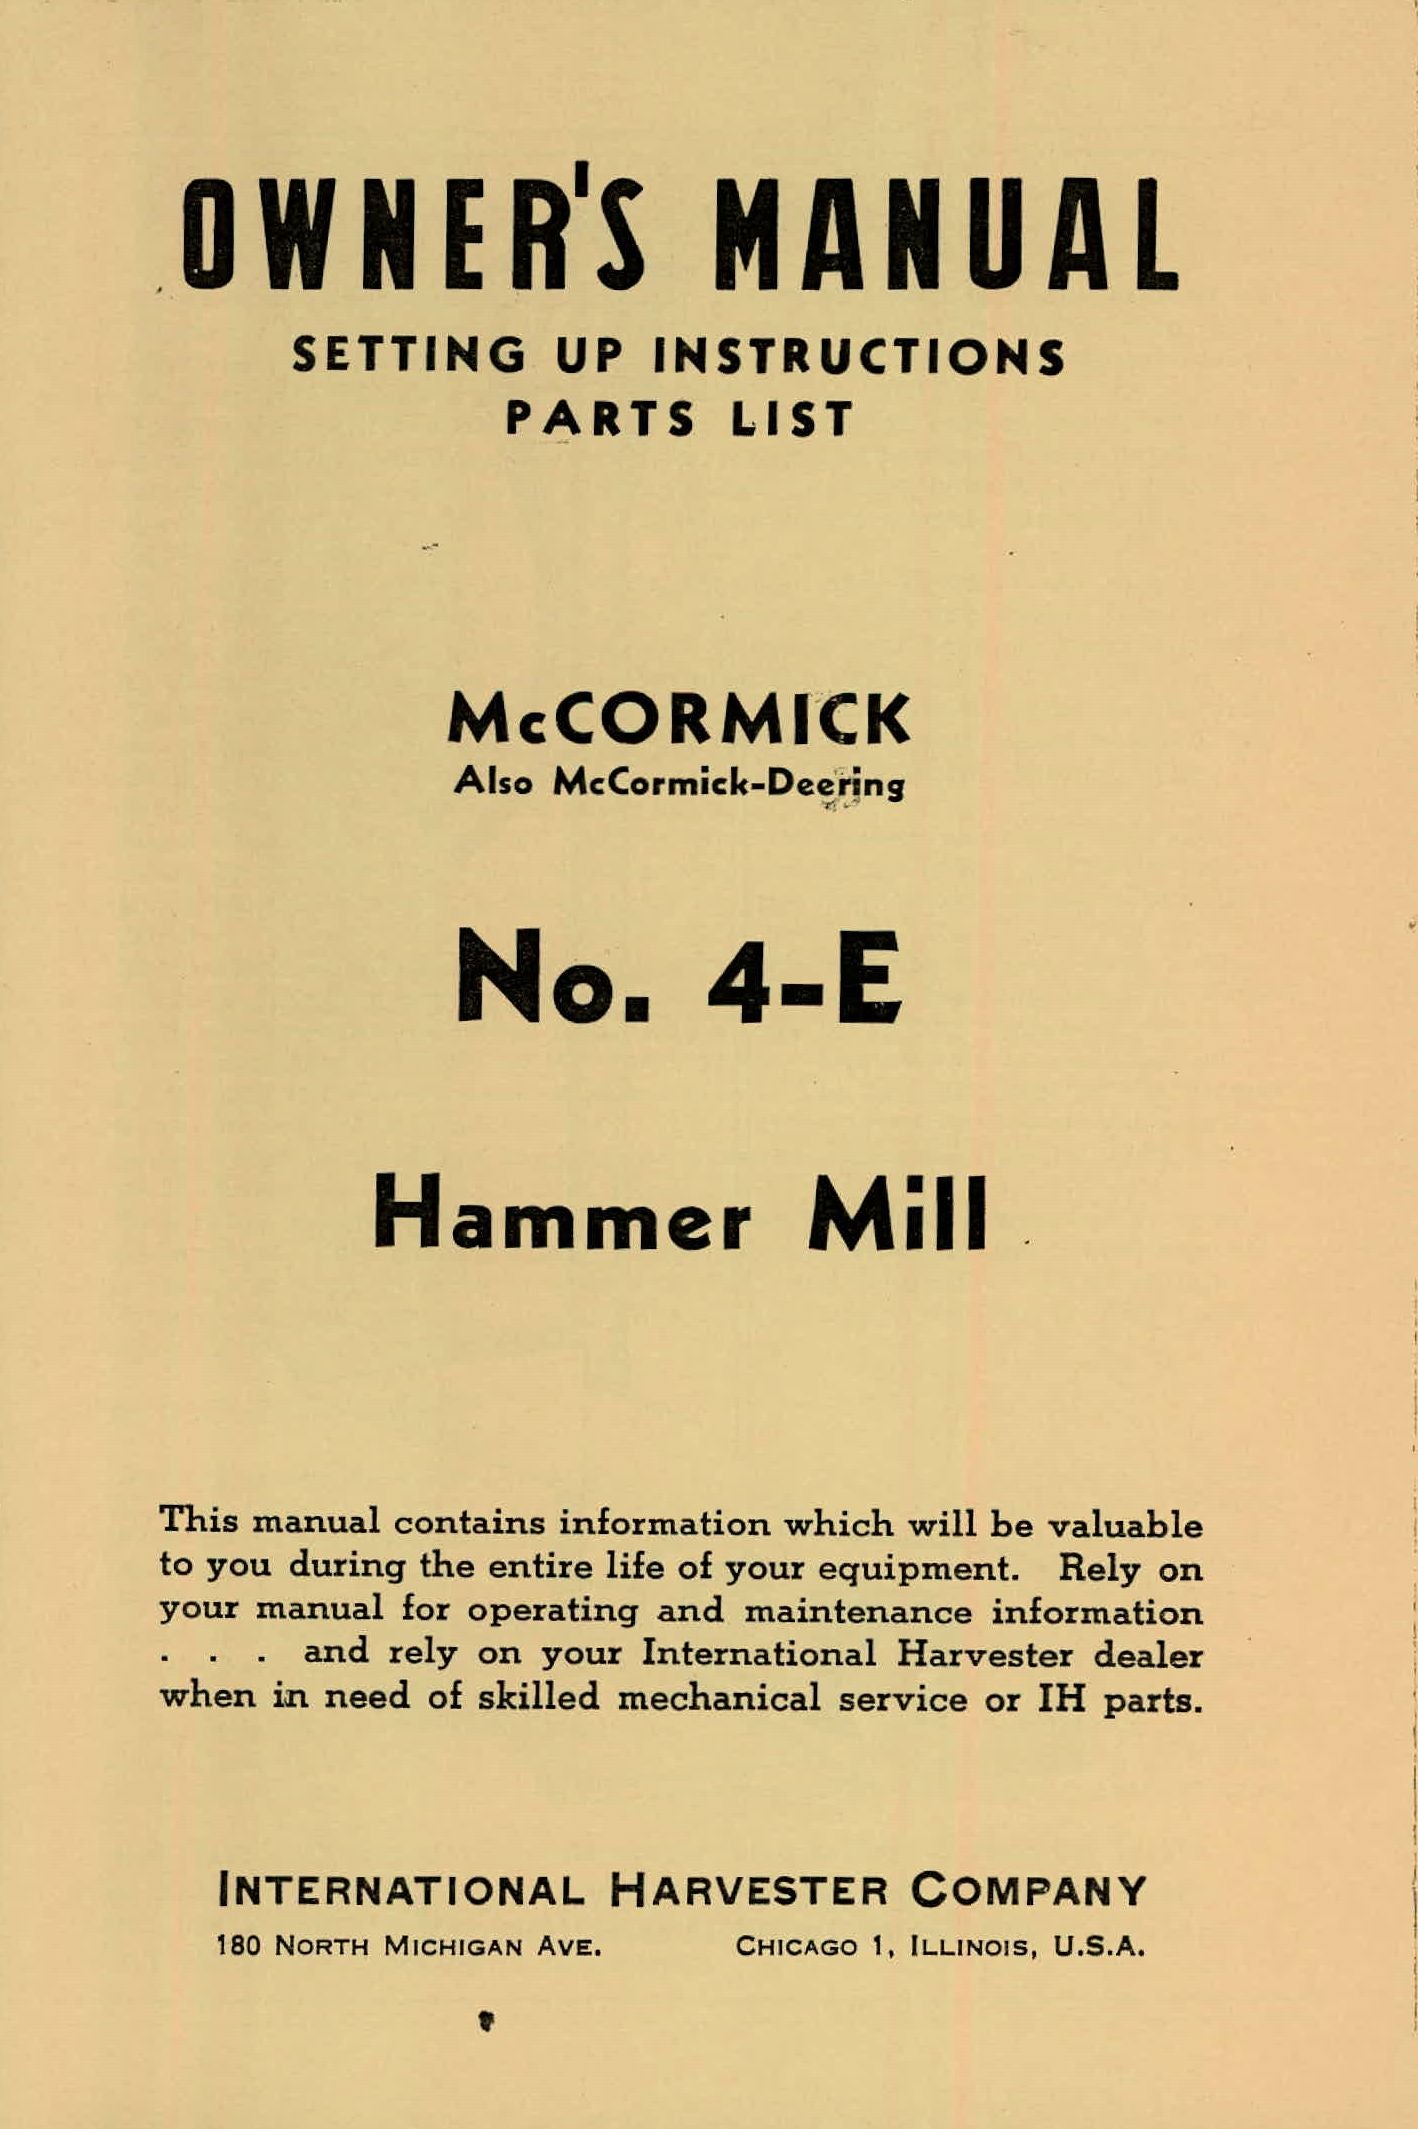 OWNER'S MANUAL
SETTING UP INSTRUCTIONS
PARTS LIST
McCORMICK
Also McCormick-Deering
No. 4-E
Hammer Mill
This manual contains information which will be valuable
to you during the entire life of your equipment. Rely on
your manual for operating and maintenance information
. . . and rely on your International Harvester dealer
when in need of skilled mechanical service or IH parts.
INTERNATIONAL HARVESTER COMPANY
180 NORTH MICHIGAN AVE. CHICAGO 1, ILLINOIS, U.S.A.